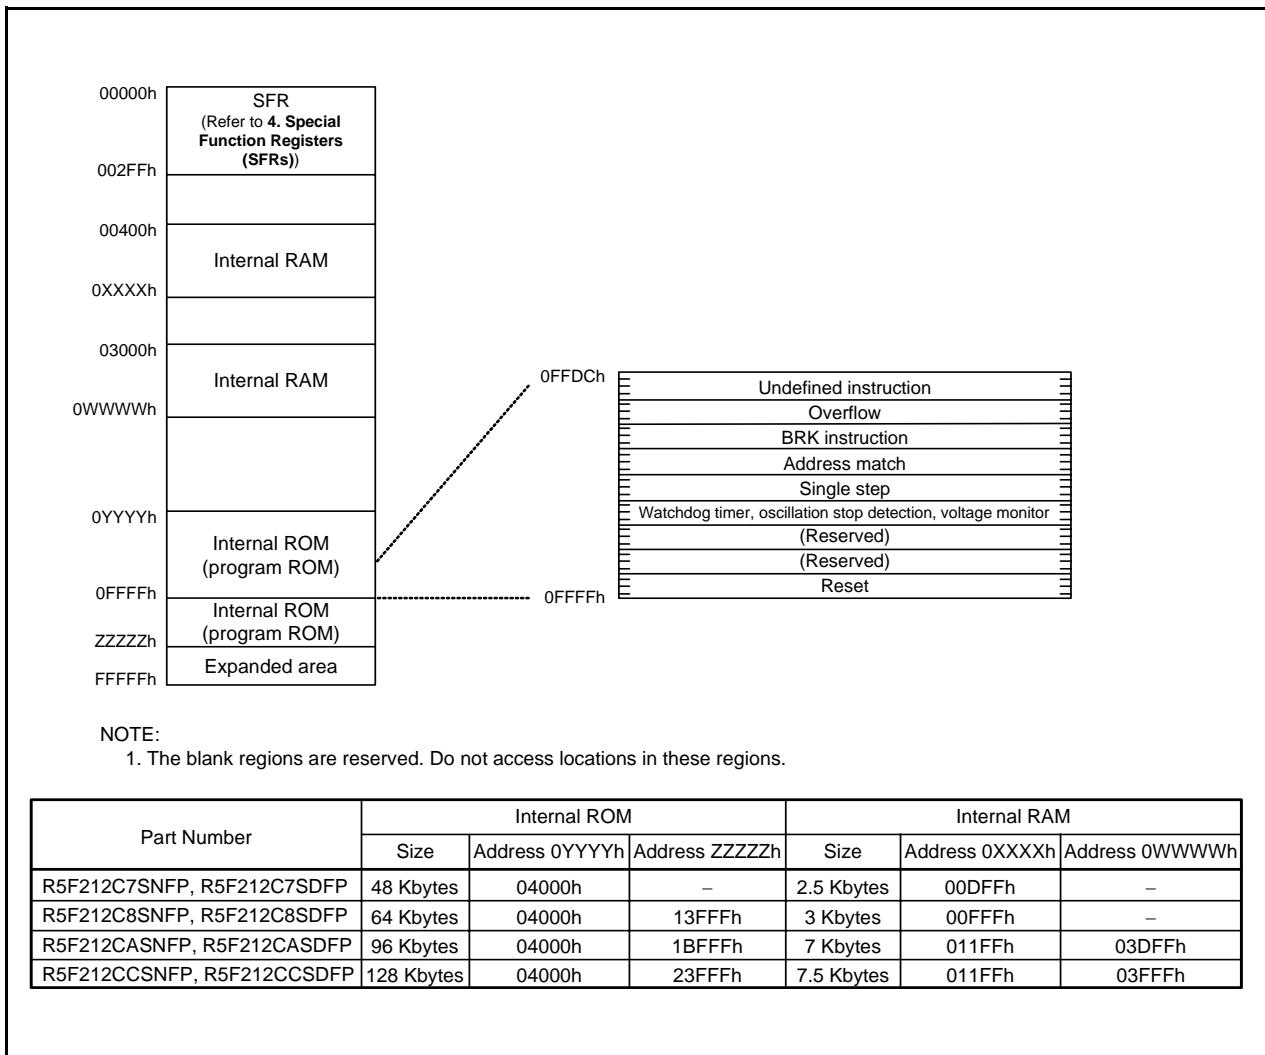 00000h
SFR
(Refer to 4. Special
Function Registers
(SFRs))
002FFh
00400h
Internal RAM
0XXXXh
03000h
Internal RAM
0WWWWh
0YYYYh
Internal ROM
(program ROM)
0FFFFh
Internal ROM
(program ROM)
ZZZZZh
Expanded area
FFFFFh
0FFDCh
Undefined instruction
Overflow
BRK instruction
Address match
Single step
Watchdog timer, oscillation stop detection, voltage monitor
(Reserved)
(Reserved)
Reset
0FFFFh
NOTE:
1. The blank regions are reserved. Do not access locations in these regions.
Part Number Internal ROM Internal RAM
Size Address 0YYYYh Address ZZZZZh Size Address 0XXXXh Address 0WWWWh
R5F212C7SNFP, R5F212C7SDFP 48 Kbytes 04000h – 2.5 Kbytes 00DFFh –
R5F212C8SNFP, R5F212C8SDFP 64 Kbytes 04000h 13FFFh 3 Kbytes 00FFFh –
R5F212CASNFP, R5F212CASDFP 96 Kbytes 04000h 1BFFFh 7 Kbytes 011FFh 03DFFh
R5F212CCSNFP, R5F212CCSDFP 128 Kbytes 04000h 23FFFh 7.5 Kbytes 011FFh 03FFFh